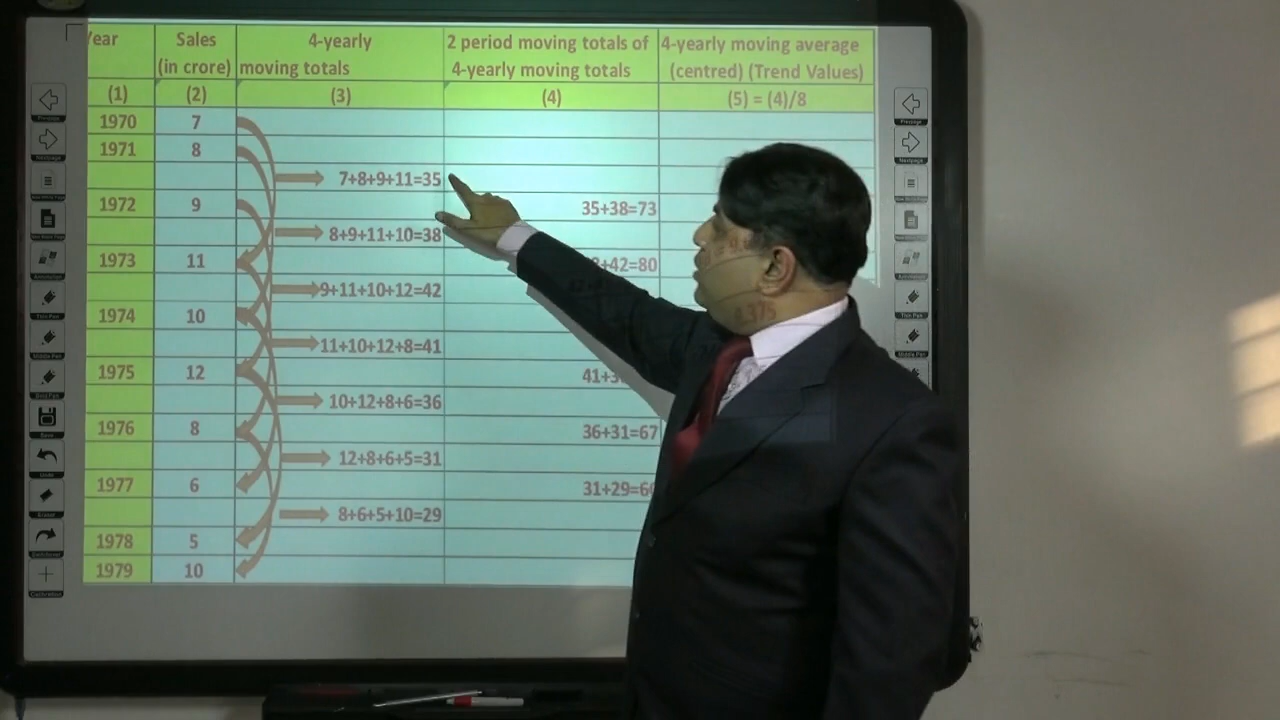 Year Sales 4-yearly 2 period moving totals of 4-yearly moving average
(in crore) moving totals 4-yearly moving totals (centred) (Trend Values)
(1) (2) (3) (4) (5) = (4)/8
1970 7
1971 8
7+8+9+11=35
1972 9 35+38=73
8+9+11+10=38
1973 11 +42=80
9+11+10+12=42
1974 10
11+10+12+8=41
1975 12 41+
10+12+8+6=36
1976 8 36+31=67
12+8+6+5=31
1977 6 31+29=6
8+6+5+10=29
1978 5
1979 10